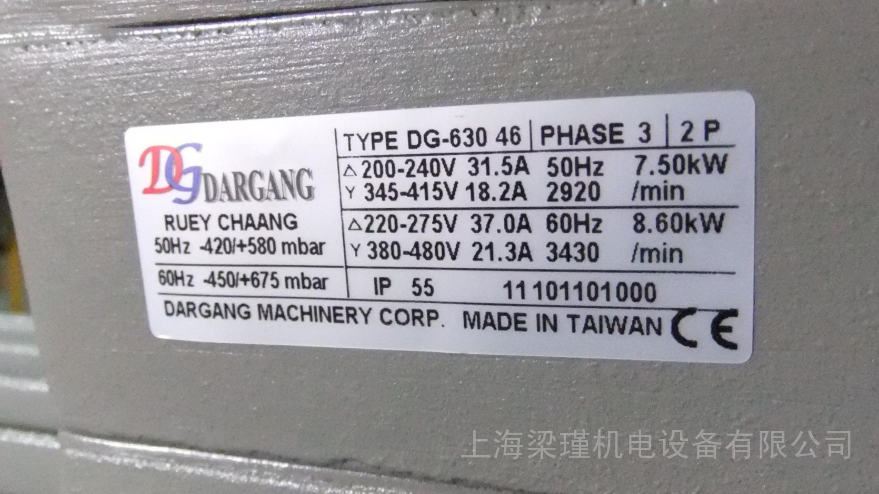 DG DARGANG
RUEY CHAANG
50Hz -420/+580 mbar
60Hz -450/+675 mbar
TYPE DG-630 46 PHASE 3 2 P
△ 200-240V 31.5A 50Hz 7.50kW
Y 345-415V 18.2A 2920 /min
△ 220-275V 37.0A 60Hz 8.60kW
Y 380-480V 21.3A 3430 /min
IP 55 11101101000
DARGANG MACHINERY CORP. MADE IN TAIWAN CE
上海梁瑾机电设备有限公司